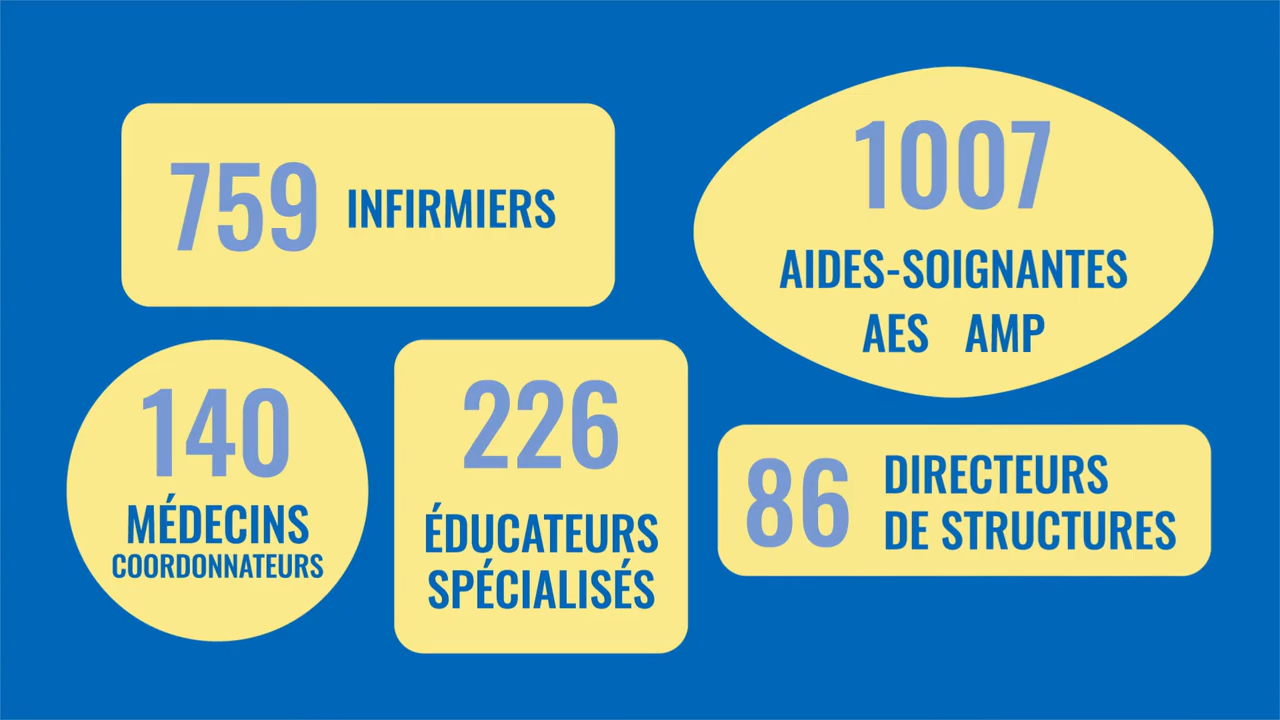 759 INFIRMIERS
1007
AIDES-SOIGNANTES
AES AMP
140
MÉDECINS
COORDONNATEURS
226
ÉDUCATEURS
SPÉCIALISÉS
86 DIRECTEURS
DE STRUCTURES